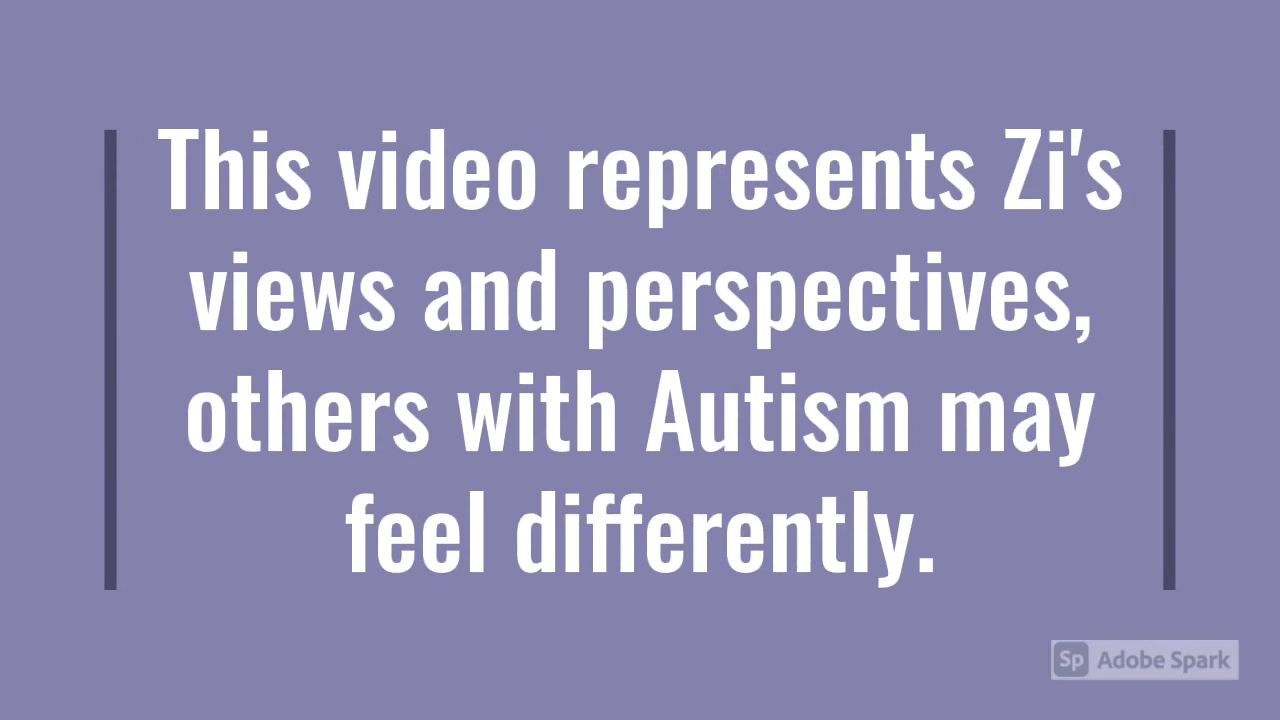 This video represents Zi's
views and perspectives,
others with Autism may
feel differently.
Sp Adobe Spark